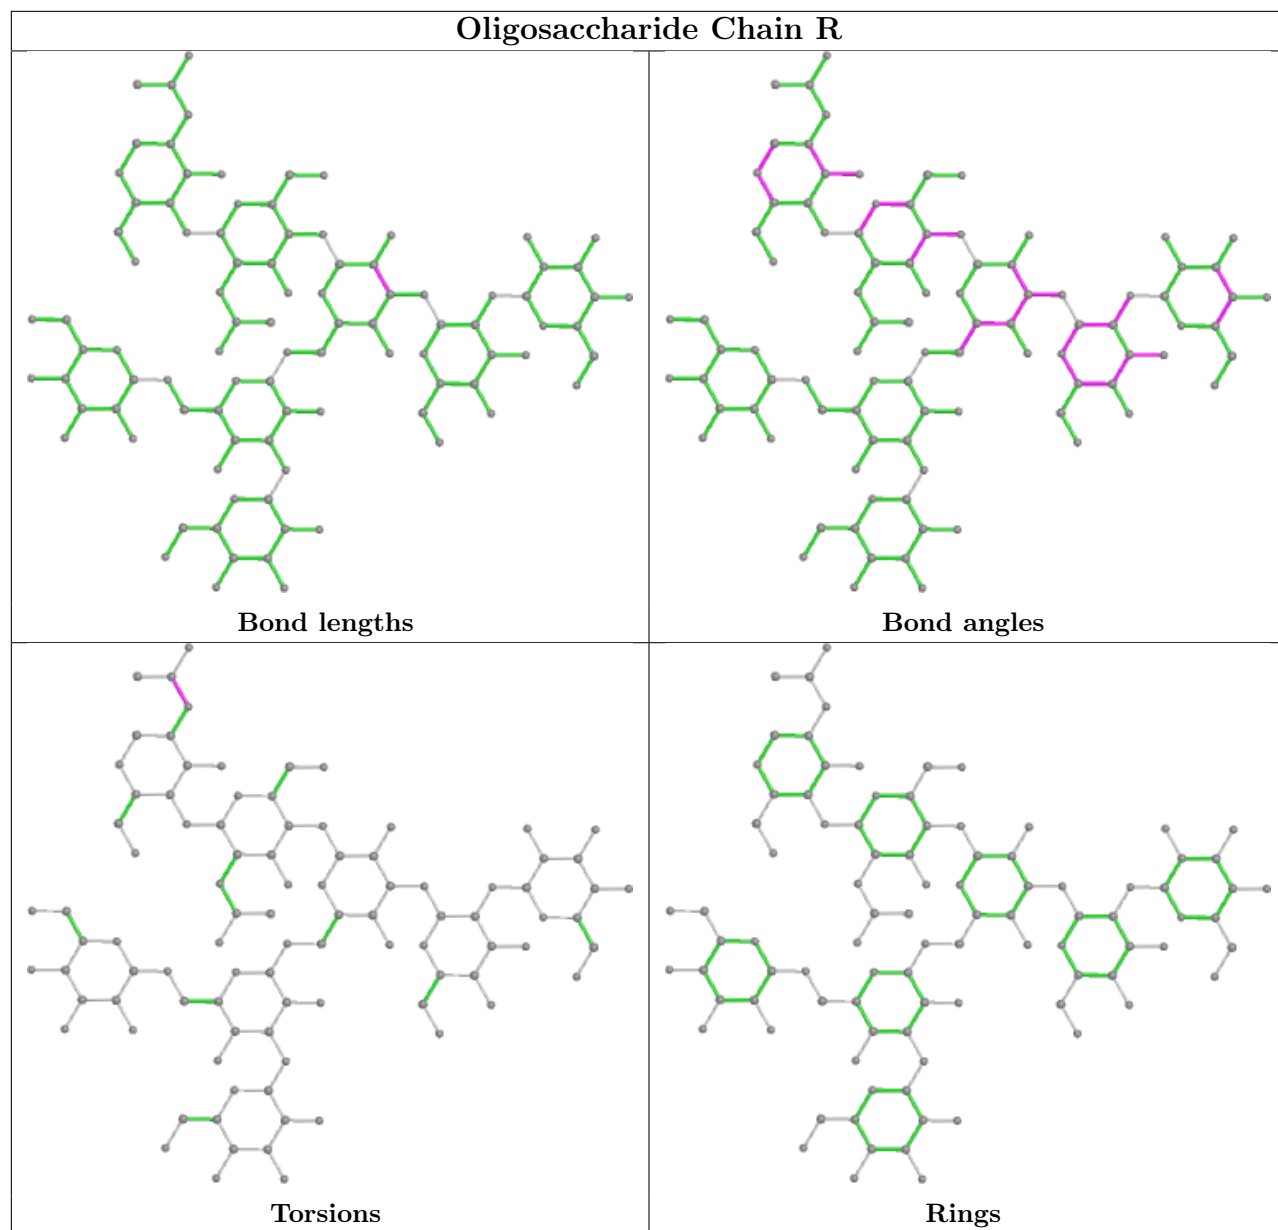 Oligosaccharide Chain R
Bond lengths
Bond angles
Torsions
Rings